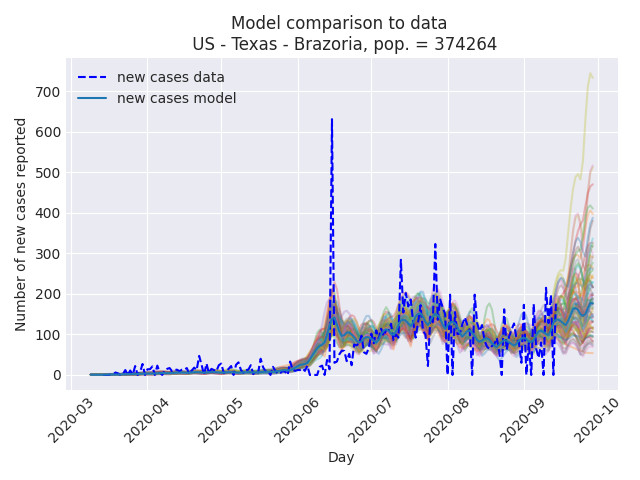 Model comparison to data
US - Texas - Brazoria, pop. = 374264
new cases data
new cases model
Number of new cases reported
700
600
500
400
300
200
100
0
2020-03
2020-04
2020-05
2020-06
2020-07
2020-08
2020-09
2020-10
Day